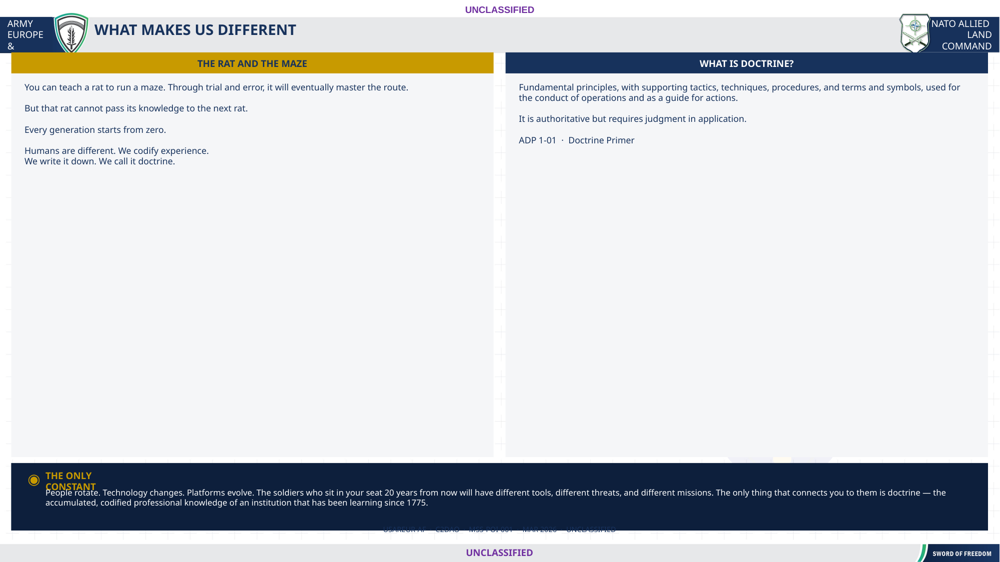 UNCLASSIFIED
ARMY
EUROPE
&
WHAT MAKES US DIFFERENT
NATO ALLIED
LAND
COMMAND
THE RAT AND THE MAZE
You can teach a rat to run a maze. Through trial and error, it will eventually master the route.
But that rat cannot pass its knowledge to the next rat.
Every generation starts from zero.
Humans are different. We codify experience.
We write it down. We call it doctrine.
WHAT IS DOCTRINE?
Fundamental principles, with supporting tactics, techniques, procedures, and terms and symbols, used for
the conduct of operations and as a guide for actions.
It is authoritative but requires judgment in application.
ADP 1-01 · Doctrine Primer
THE ONLY
CONSTANT
People rotate. Technology changes. Platforms evolve. The soldiers who sit in your seat 20 years from now will have different tools, different threats, and different missions. The only thing that connects you to them is doctrine — the
accumulated, codified professional knowledge of an institution that has been learning since 1775.
USAREUR-AF · C2DAO · MSS-POI-001 · MAR 2026 · UNCLASSIFIED
UNCLASSIFIED
SWORD OF FREEDOM